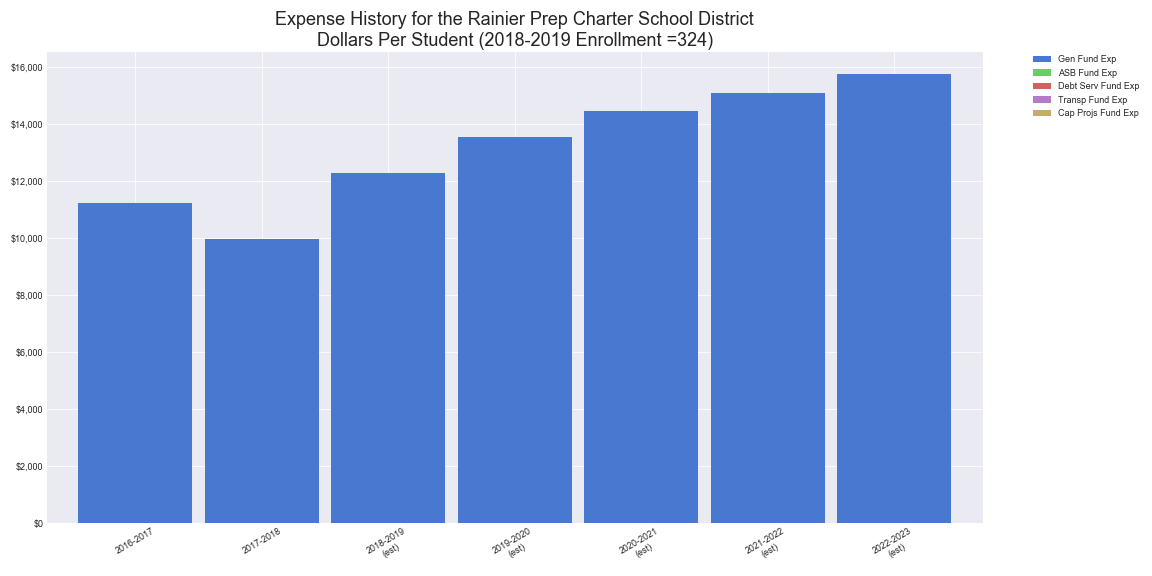 Expense History for the Rainier Prep Charter School District
Dollars Per Student (2018-2019 Enrollment =324)
Gen Fund Exp
ASB Fund Exp
Debt Serv Fund Exp
Transp Fund Exp
Cap Projs Fund Exp
$16,000
$14,000
$12,000
$10,000
$8,000
$6,000
$4,000
$2,000
$0
2016-2017
2017-2018
2018-2019
(est)
2019-2020
(est)
2020-2021
(est)
2021-2022
(est)
2022-2023
(est)